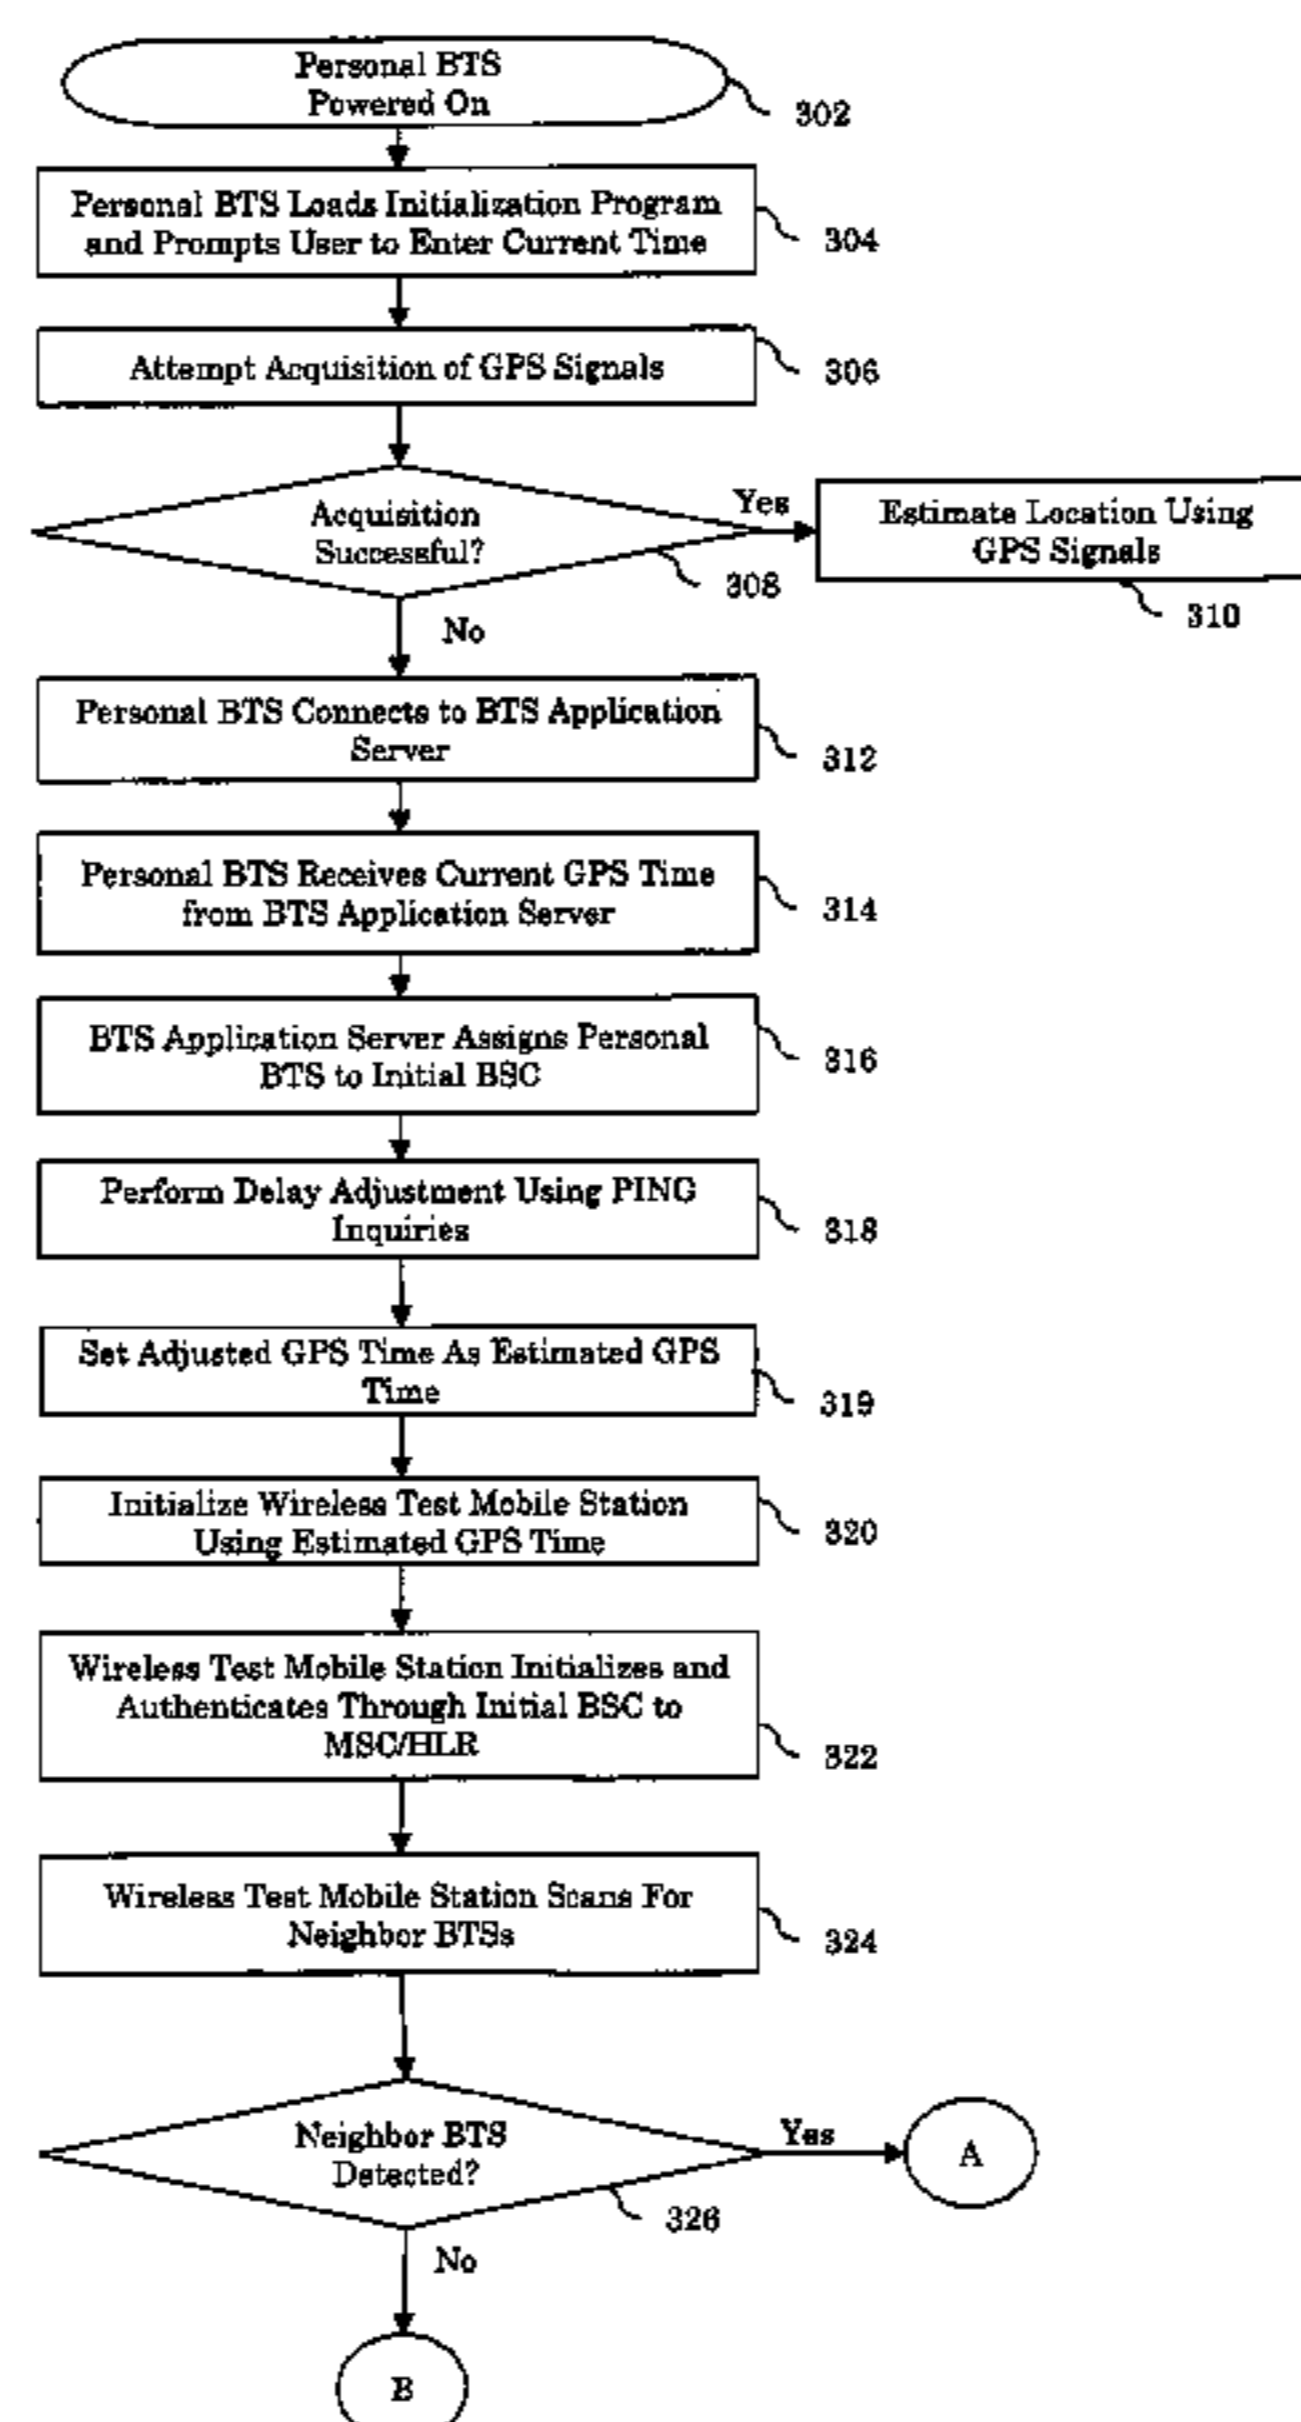 Personal BTS
Powered On
302
Personal BTS Loads Initialization Program
and Prompts User to Enter Current Time
304
Attempt Acquisition of GPS Signals
306
Acquisition
Successful?
308
Yes
Estimate Location Using
GPS Signals
310
No
Personal BTS Connects to BTS Application
Server
312
Personal BTS Receives Current GPS Time
from BTS Application Server
314
BTS Application Server Assigns Personal
BTS to Initial BSC
316
Perform Delay Adjustment Using PING
Inquiries
318
Set Adjusted GPS Time As Estimated GPS
Time
319
Initialize Wireless Test Mobile Station
Using Estimated GPS Time
320
Wireless Test Mobile Station Initializes and
Authenticates Through Initial BSC to
MSC/HLR
322
Wireless Test Mobile Station Scans For
Neighbor BTSs
324
Neighbor BTS
Detected?
326
Yes
A
No
B